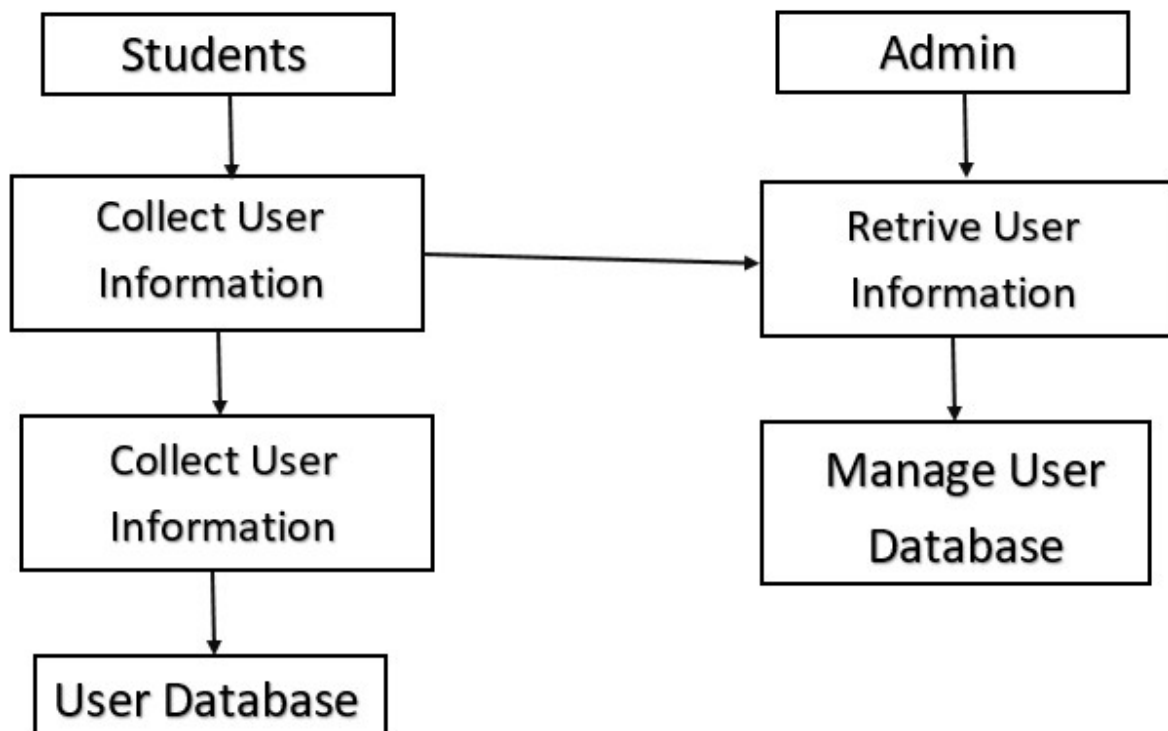 Students
Admin
Collect User
Information
Retrive User
Information
Collect User
Information
Manage User
Database
User Database